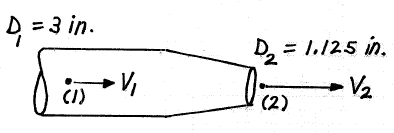 D₁ = 3 in.
D₂ = 1.125 in.
(1) V₁
(2) V₂